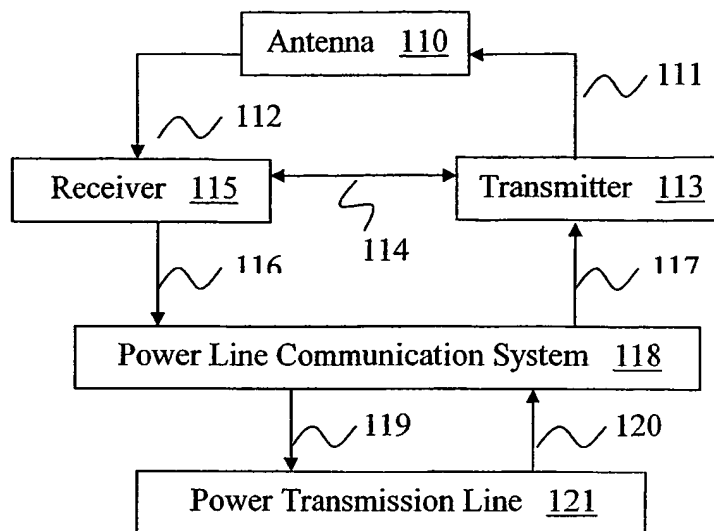 Antenna 110
111
112
Receiver 115
Transmitter 113
114
116
117
Power Line Communication System 118
119
120
Power Transmission Line 121